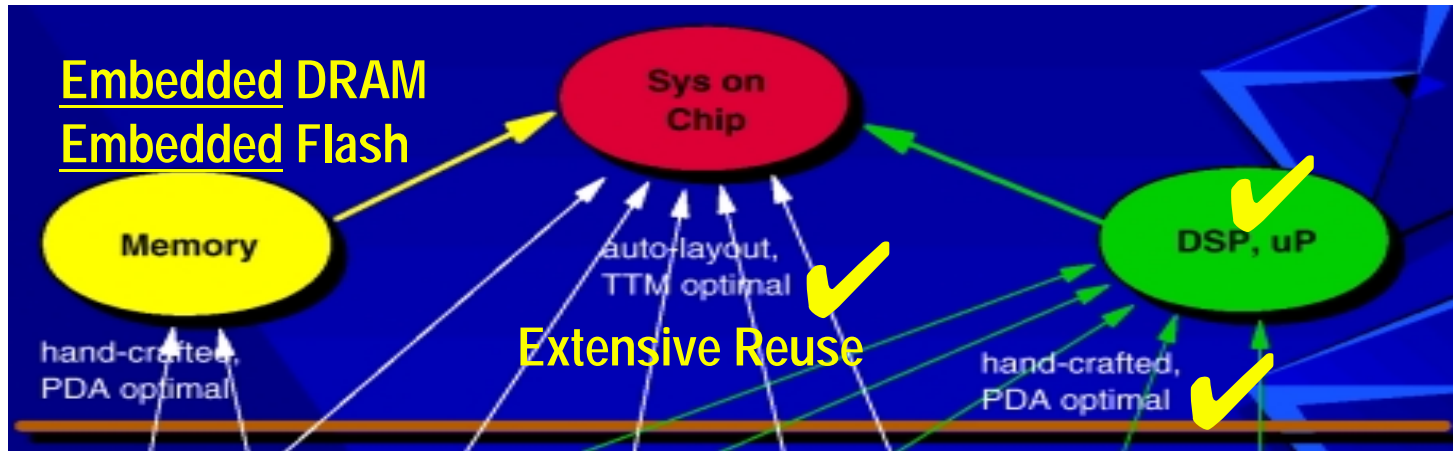 Embedded DRAM
Embedded Flash
Sys on
Chip
Memory
DSP, uP
auto-layout,
TTM optimal
Extensive Reuse
hand-crafted,
PDA optimal
hand-crafted,
PDA optimal